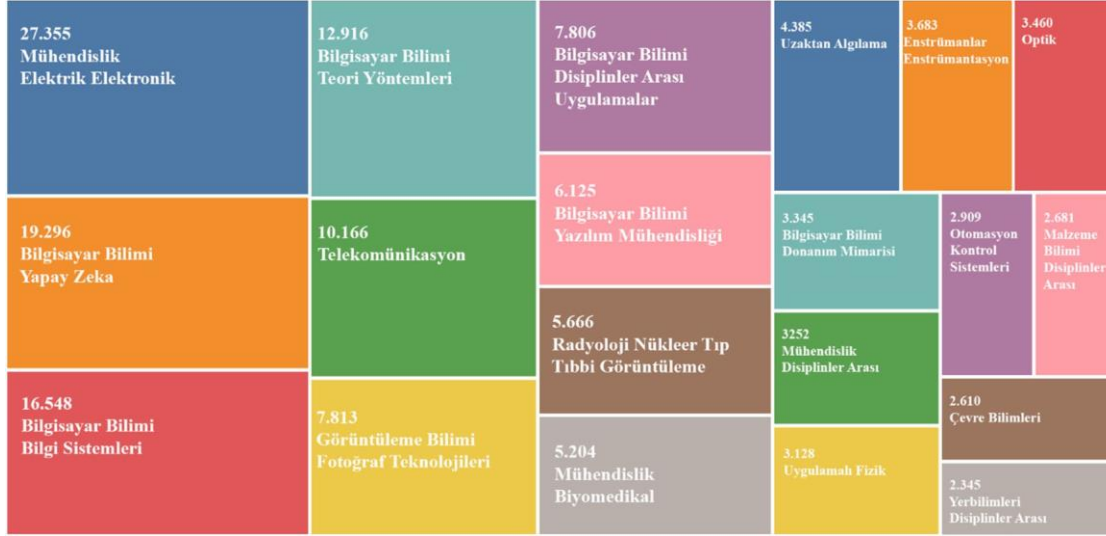 27.355
Mühendislik
Elektrik Elektronik
19.296
Bilgisayar Bilimi
Yapay Zeka
16.548
Bilgisayar Bilimi
Bilgi Sistemleri
12.916
Bilgisayar Bilimi
Teori Yöntemleri
10.166
Telekomünikasyon
7.813
Görüntüleme Bilimi
Fotoğraf Teknolojileri
7.806
Bilgisayar Bilimi
Disiplinler Arası
Uygulamalar
6.125
Bilgisayar Bilimi
Yazılım Mühendisliği
5.666
Radyoloji Nükleer Tıp
Tıbbi Görüntüleme
5.204
Mühendislik
Biyomedikal
4.385
Uzaktan Algılama
3.683
Enstrümanlar
Enstrümantasyon
3.460
Optik
3.345
Bilgisayar Bilimi
Donanım Mimarisi
3252
Mühendislik
Disiplinler Arası
3.128
Uygulamalı Fizik
2.909
Otomasyon
Kontrol
Sistemleri
2.681
Malzeme
Bilimi
Disiplinler
Arası
2.610
Çevre Bilimleri
2.345
Yerbilimleri
Disiplinler Arası